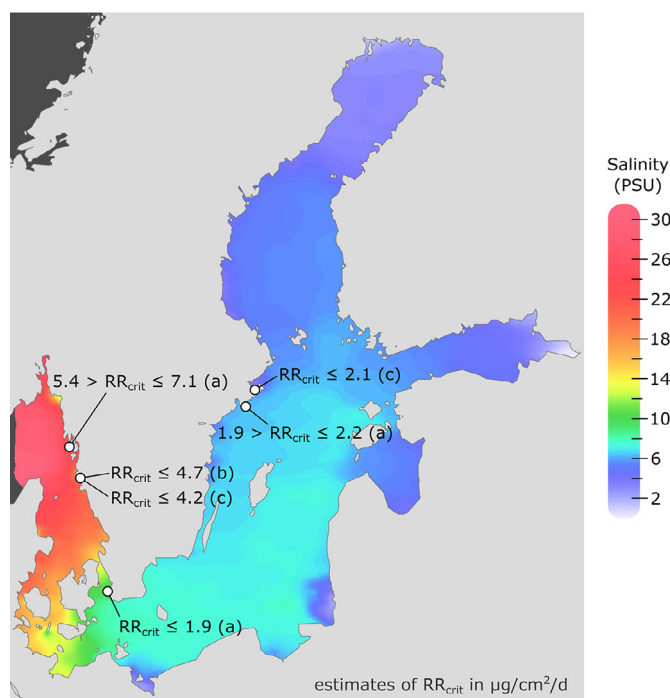 Salinity
(PSU)
30
26
22
18
14
10
6
2
5.4 > RRcrit ≤ 7.1 (a)
RRcrit ≤ 2.1 (c)
1.9 > RRcrit ≤ 2.2 (a)
RRcrit ≤ 4.7 (b)
RRcrit ≤ 4.2 (c)
RRcrit ≤ 1.9 (a)
estimates of RRcrit in µg/cm²/d